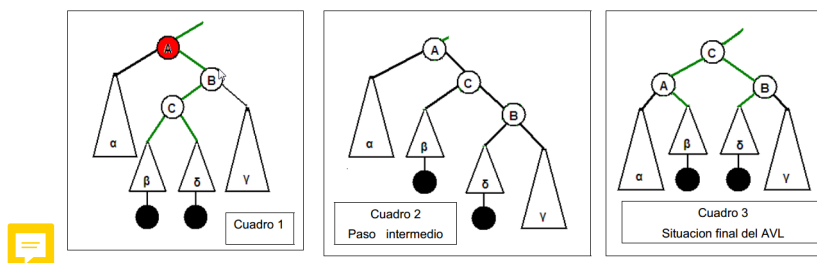 A
B
C
α
β
δ
γ
Cuadro 1
A
C
B
α
β
δ
γ
Cuadro 2
Paso intermedio
C
A
B
α
β
δ
γ
Cuadro 3
Situacion final del AVL